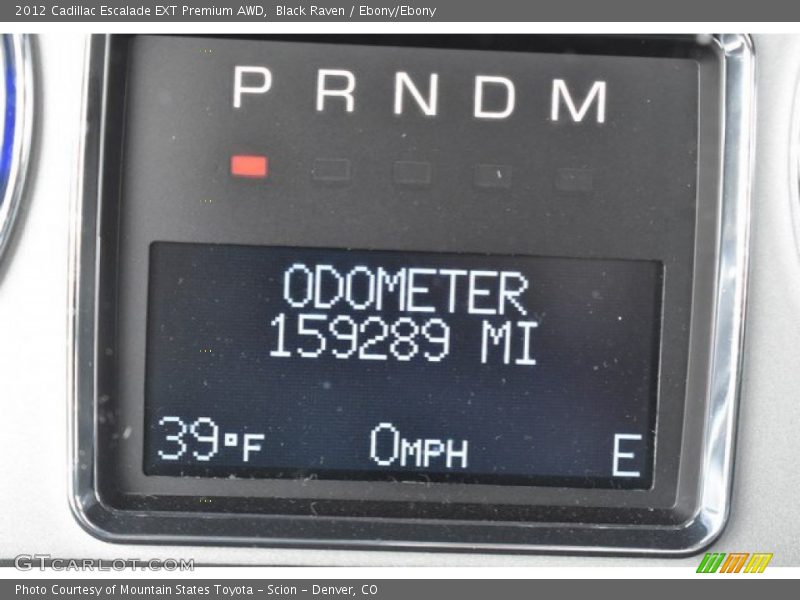 2012 Cadillac Escalade EXT Premium AWD, Black Raven / Ebony/Ebony
P R N D M
ODOMETER
159289 MI
39°F 0MPH E
GTCARLOT.COM
Photo Courtesy of Mountain States Toyota - Scion - Denver, CO